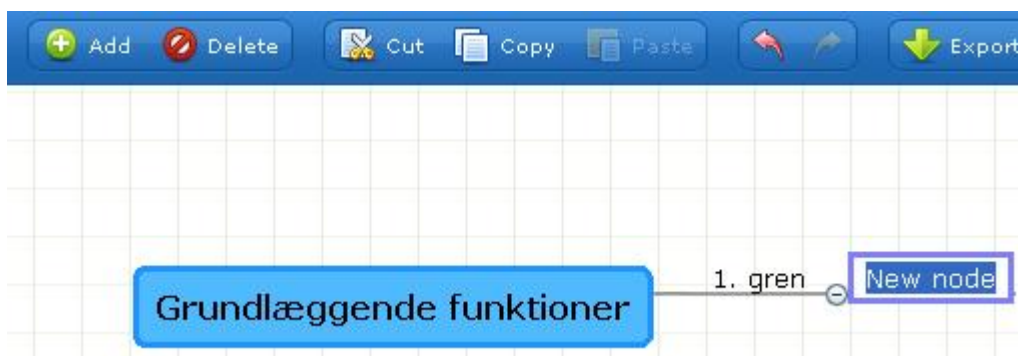 Add Delete Cut Copy Paste Export
1. gren New node
Grundlæggende funktioner